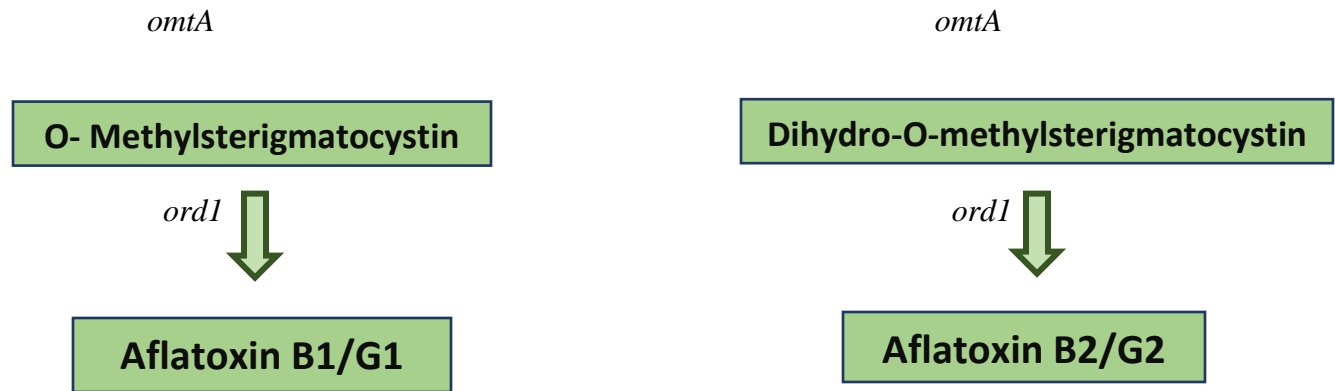 omtA
omtA
O- Methylsterigmatocystin
Dihydro-O-methylsterigmatocystin
ord1
ord1
Aflatoxin B1/G1
Aflatoxin B2/G2